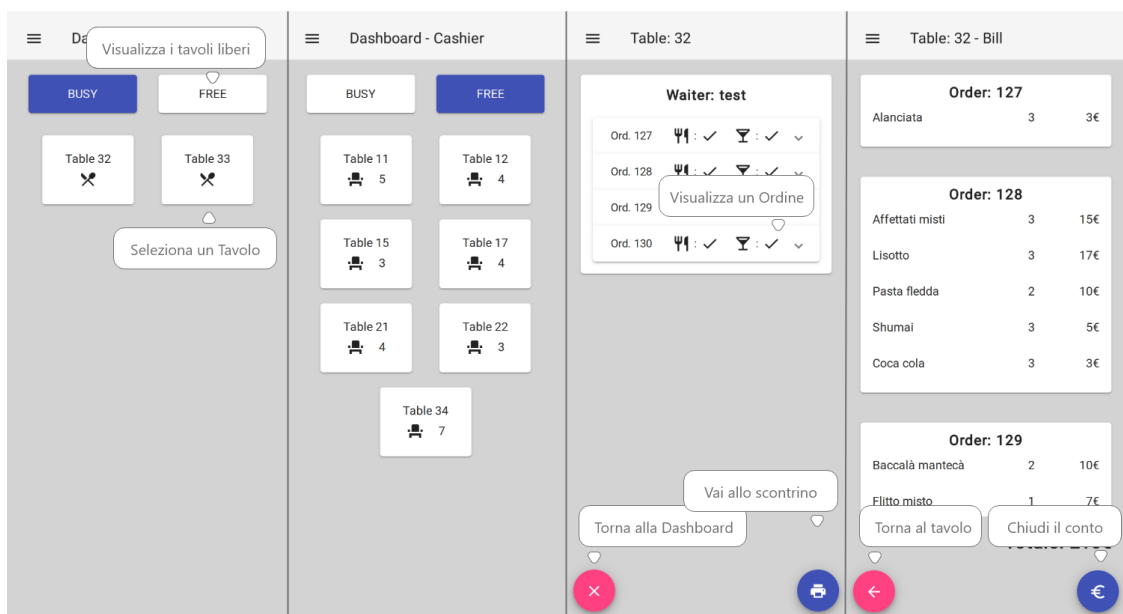 Da
Visualizza i tavoli liberi
BUSY
FREE
Table 32
Table 33
Seleziona un Tavolo
Dashboard - Cashier
BUSY
FREE
Table 11
5
Table 12
4
Table 15
3
Table 17
4
Table 21
4
Table 22
3
Table 34
7
Table: 32
Waiter: test
Ord. 127 : :
Ord. 128 : :
Ord. 129
Visualizza un Ordine
Ord. 130 : :
Vai allo scontrino
Torna alla Dashboard
Table: 32 - Bill
Order: 127
Alanciata 3 3€
Order: 128
Affettati misti 3 15€
Lisotto 3 17€
Pasta fledda 2 10€
Shumai 3 5€
Coca cola 3 3€
Order: 129
Baccalà mantecà 2 10€
Flitto misto 1 7€
Torna al tavolo
Chiudi il conto
€